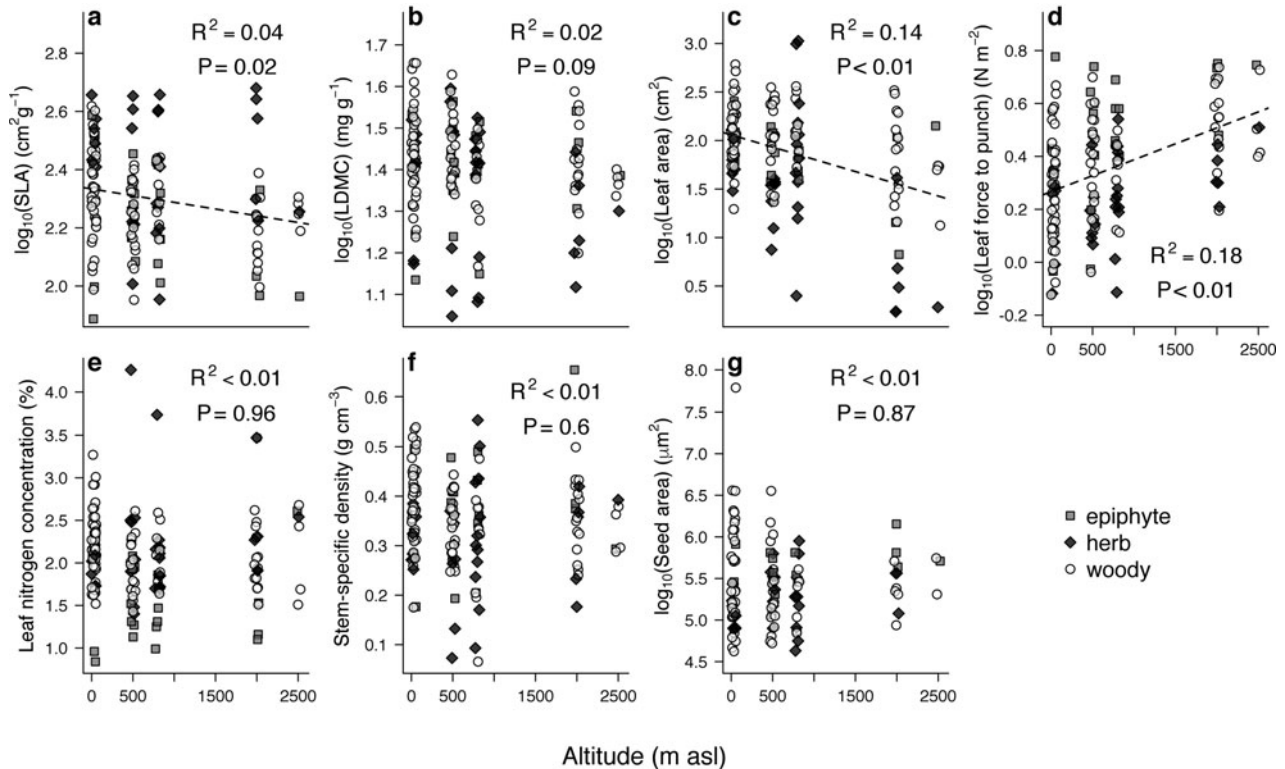 a
R² = 0.04
P = 0.02
log₁₀(SLA) (cm²g⁻¹)
2.8
2.6
2.4
2.2
2.0
b
R² = 0.02
P = 0.09
log₁₀(LDMC) (mg g⁻¹)
1.7
1.6
1.5
1.4
1.3
1.2
1.1
c
R² = 0.14
P < 0.01
log₁₀(Leaf area) (cm²)
3.0
2.5
2.0
1.5
1.0
0.5
d
log₁₀(Leaf force to punch) (N m⁻²)
0.8
0.6
0.4
0.2
0.0
-0.2
R² = 0.18
P < 0.01
0 500 1500 2500
e
R² < 0.01
P = 0.96
Leaf nitrogen concentration (%)
4.0
3.5
3.0
2.5
2.0
1.5
1.0
0 500 1500 2500
f
R² < 0.01
P = 0.6
Stem-specific density (g cm⁻³)
0.6
0.5
0.4
0.3
0.2
0.1
0 500 1500 2500
g
R² < 0.01
P = 0.87
log₁₀(Seed area) (μm²)
8.0
7.5
7.0
6.5
6.0
5.5
5.0
4.5
0 500 1500 2500
epiphyte
herb
woody
Altitude (m asl)